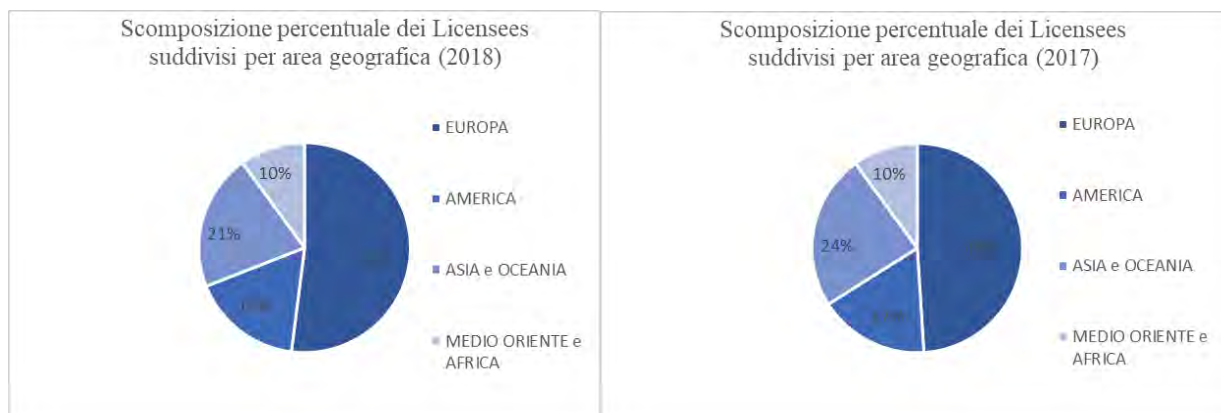 Scomposizione percentuale dei Licensees
suddivisi per area geografica (2018)
EUROPA
10%
AMERICA
21%
ASIA e OCEANIA
MEDIO ORIENTE e
AFRICA
Scomposizione percentuale dei Licensees
suddivisi per area geografica (2017)
EUROPA
10%
AMERICA
24%
ASIA e OCEANIA
MEDIO ORIENTE e
AFRICA